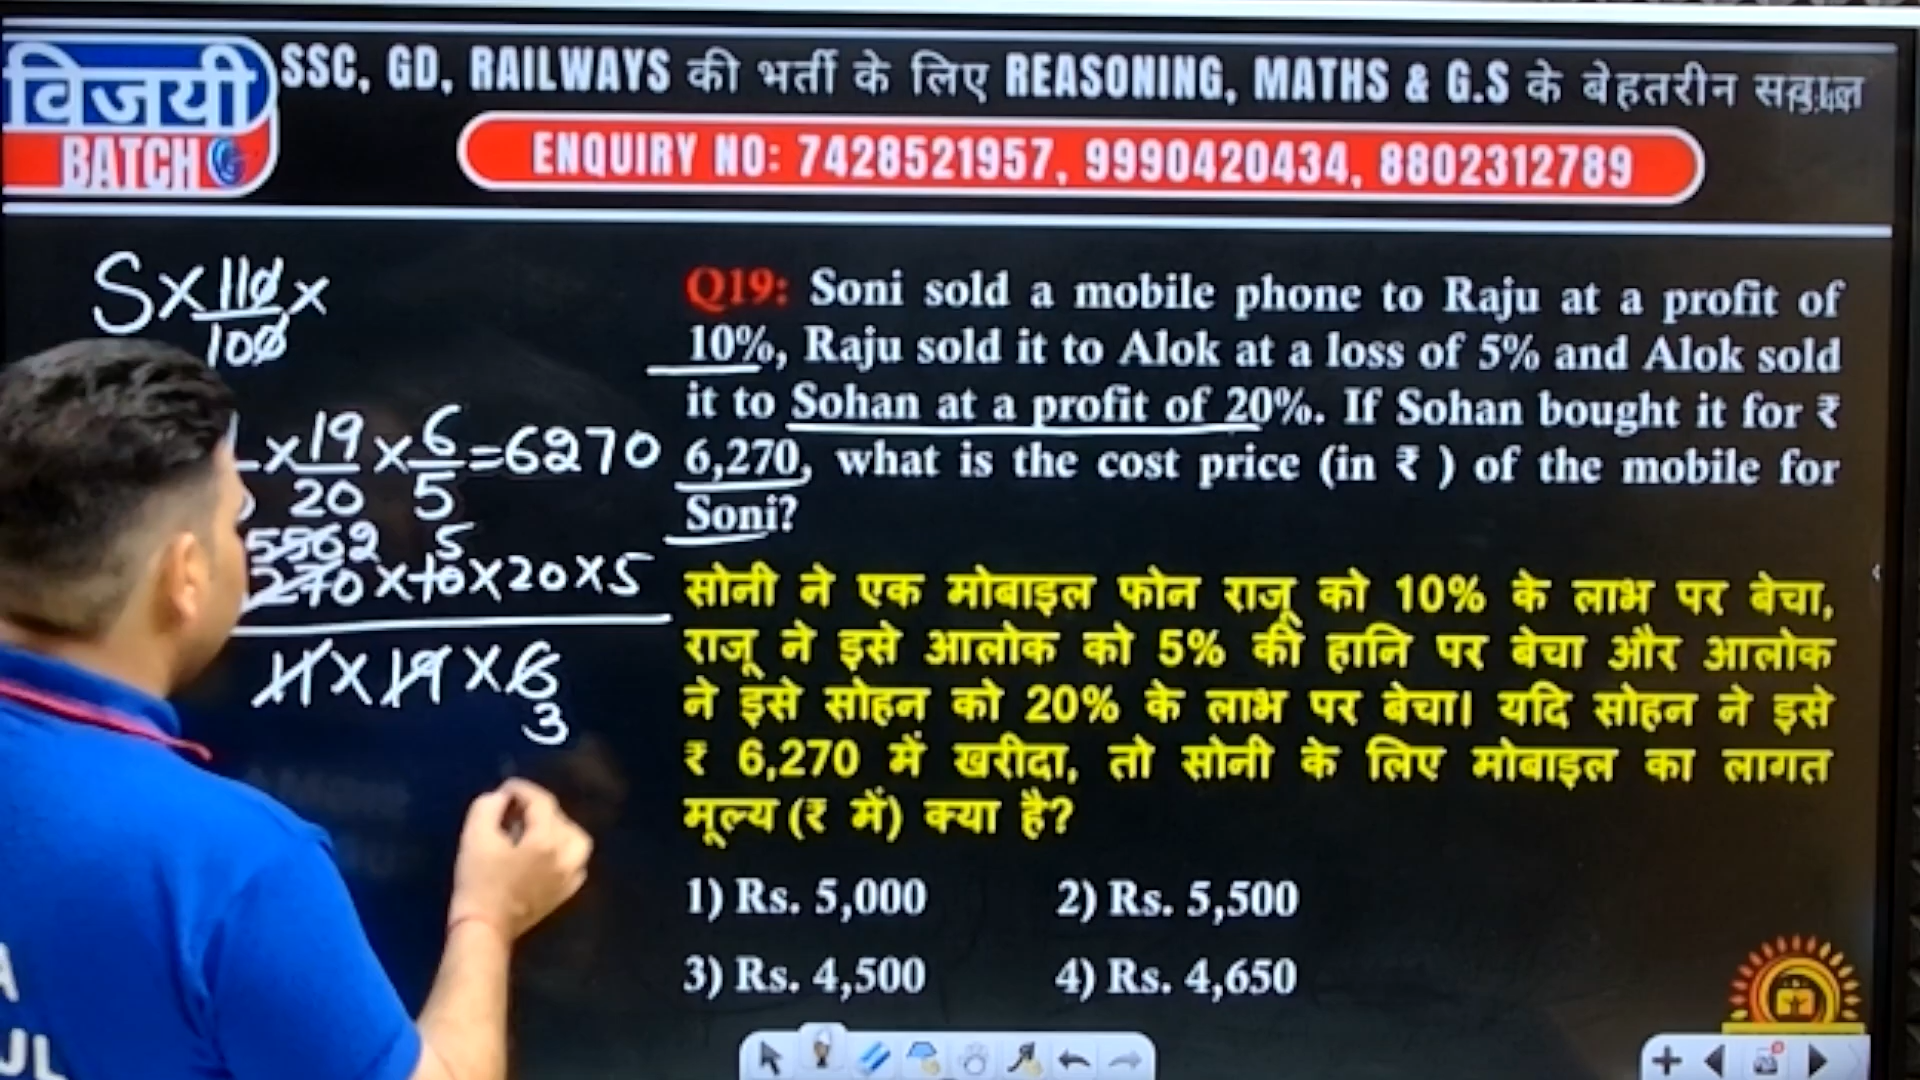 विजयी
BATCH
SSC, GD, RAILWAYS की भर्ती के लिए REASONING, MATHS & G.S के बेहतरीन सवाल
ENQUIRY NO: 7428521957, 9990420434, 8802312789
S×110/100×
×19/20×6/5=6270
5562 5
270×10×20×5
11×19×6
3
Q19: Soni sold a mobile phone to Raju at a profit of
10%, Raju sold it to Alok at a loss of 5% and Alok sold
it to Sohan at a profit of 20%. If Sohan bought it for ₹
6,270, what is the cost price (in ₹ ) of the mobile for
Soni?
सोनी ने एक मोबाइल फोन राजू को 10% के लाभ पर बेचा,
राजू ने इसे आलोक को 5% की हानि पर बेचा और आलोक
ने इसे सोहन को 20% के लाभ पर बेचा। यदि सोहन ने इसे
₹ 6,270 में खरीदा, तो सोनी के लिए मोबाइल का लागत
मूल्य (₹ में) क्या है?
1) Rs. 5,000 2) Rs. 5,500
3) Rs. 4,500 4) Rs. 4,650